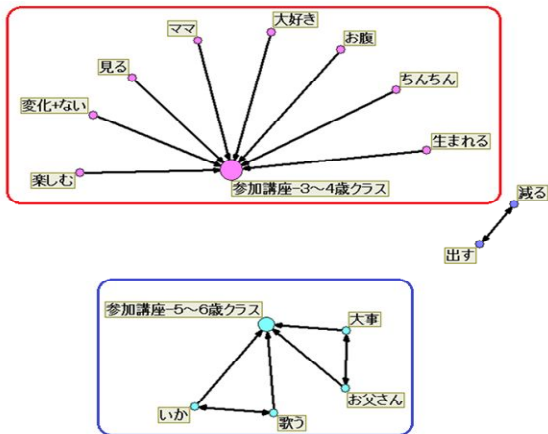 大好き
ママ
お腹
見る
ちんちん
変化+ない
生まれる
楽しむ
参加講座-3～4歳クラス
減る
出す
参加講座-5～6歳クラス
大事
お父さん
いか
歌う